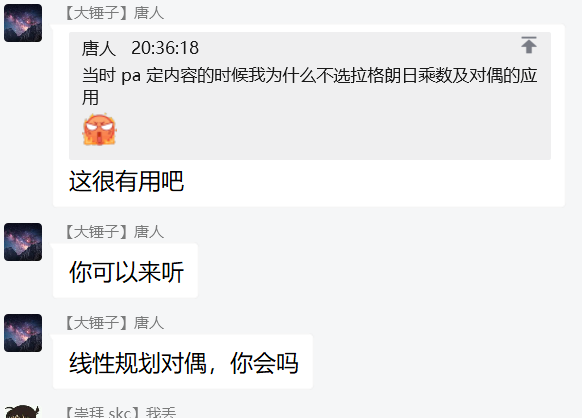 【大锤子】唐人
唐人 20:36:18
当时 pa 定内容的时候我为什么不选拉格朗日乘数及对偶的应
用
这很有用吧
【大锤子】唐人
你可以来听
【大锤子】唐人
线性规划对偶，你会吗
【崇拜 skc】我丢